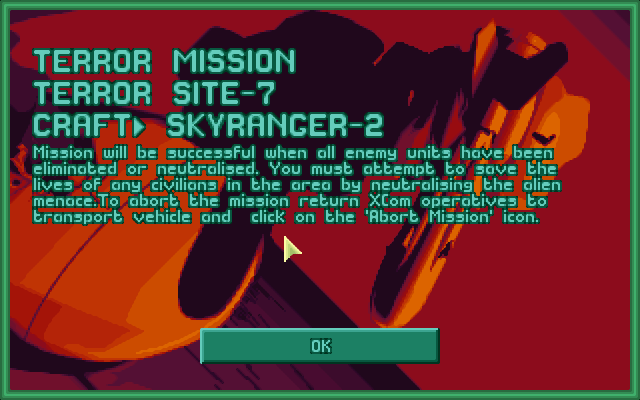 TERROR MISSION
TERROR SITE-7
CRAFT> SKYRANGER-2
Mission will be successful when all enemy units have been
eliminated or neutralised. You must attempt to save the
lives of any civilians in the area by neutralising the alien
menace.To abort the mission return XCom operatives to
transport vehicle and  click on the 'Abort Mission' icon.
OK